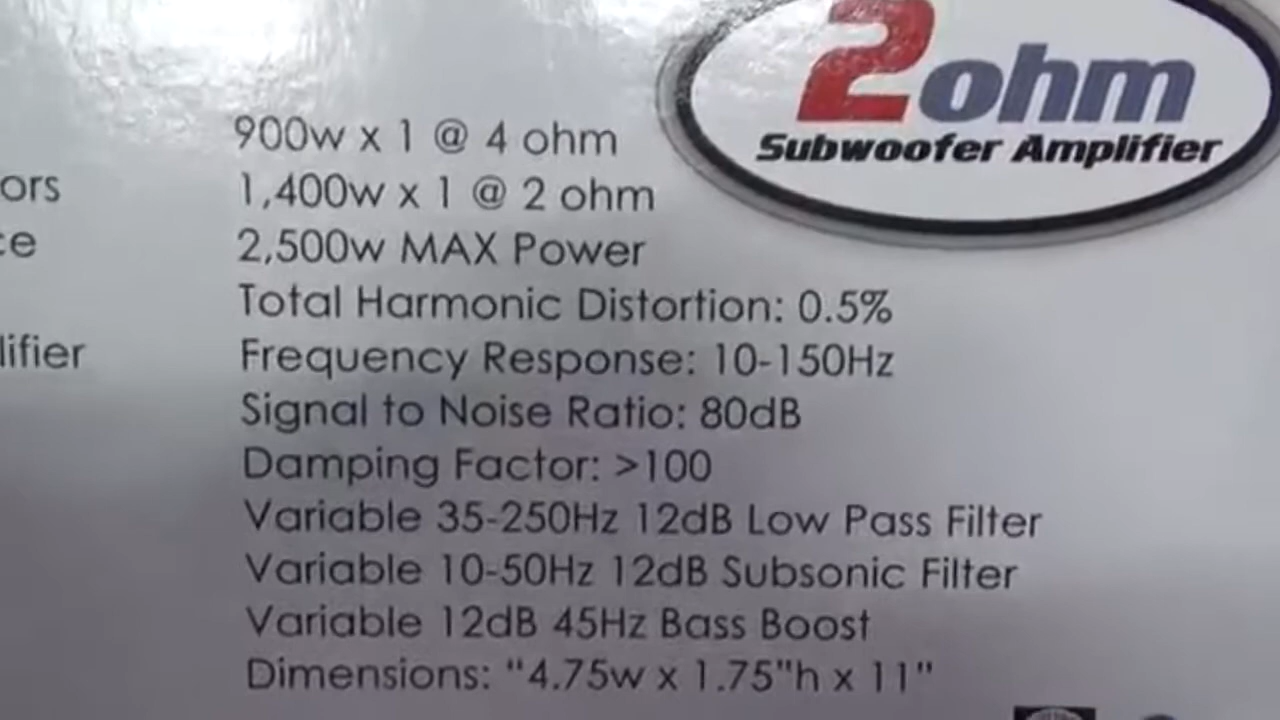 2ohm
Subwoofer Amplifier
900w x 1 @ 4 ohm
1,400w x 1 @ 2 ohm
2,500w MAX Power
Total Harmonic Distortion: 0.5%
Frequency Response: 10-150Hz
Signal to Noise Ratio: 80dB
Damping Factor: >100
Variable 35-250Hz 12dB Low Pass Filter
Variable 10-50Hz 12dB Subsonic Filter
Variable 12dB 45Hz Bass Boost
Dimensions: "4.75w x 1.75"h x 11"